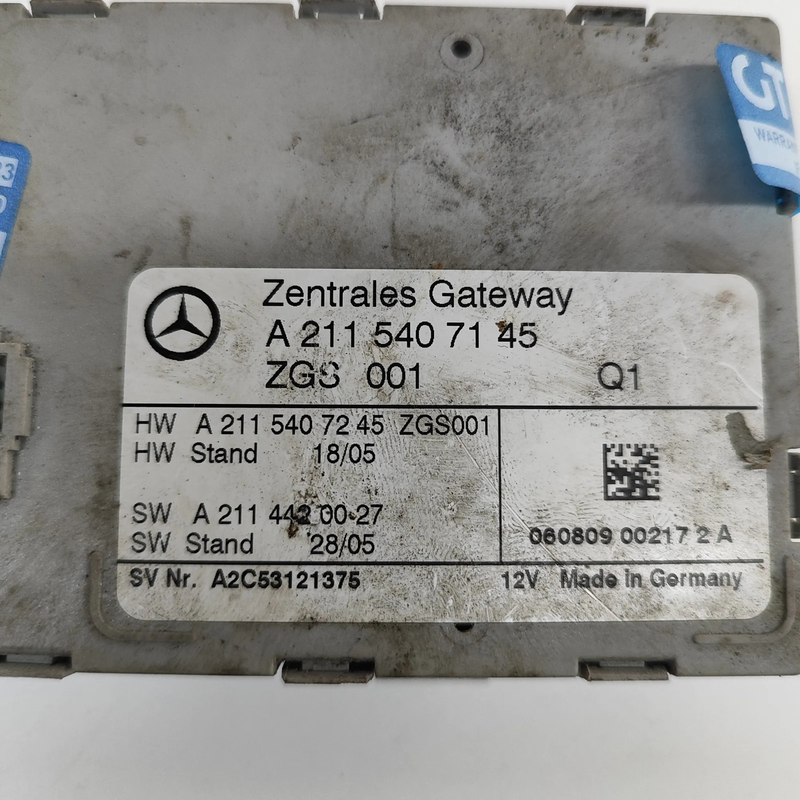 GT
WARRAN
23
Zentrales Gateway
A 211 540 71 45
ZGS 001 Q1
HW A 211 540 72 45 ZGS001
HW Stand 18/05
SW A 211 442 00 27
SW Stand 28/05
060809 00217 2 A
SV Nr. A2C53121375 12V Made in Germany